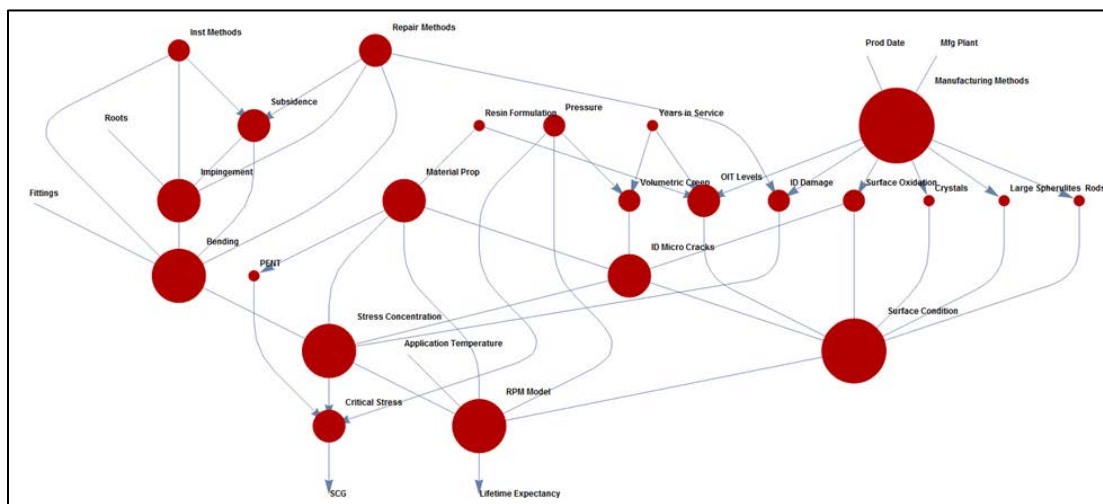 Inst Methods
Repair Methods
Prod Date
Mfg Plant
Manufacturing Methods
Subsidence
Roots
Resin Formulation
Pressure
Years in Service
Impingement
Material Prop
Volumetric Creep
OIT Levels
ID Damage
Surface Oxidation
Crystals
Large Spherulites
Rods
Fittings
Bending
PENT
ID Micro Cracks
Stress Concentration
Application Temperature
Surface Condition
Critical Stress
RPM Model
SCG
Lifetime Expectancy